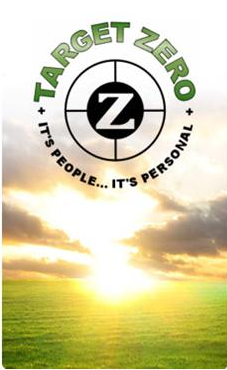 TARGET ZERO
Z
+ IT'S PEOPLE... IT'S PERSONAL +